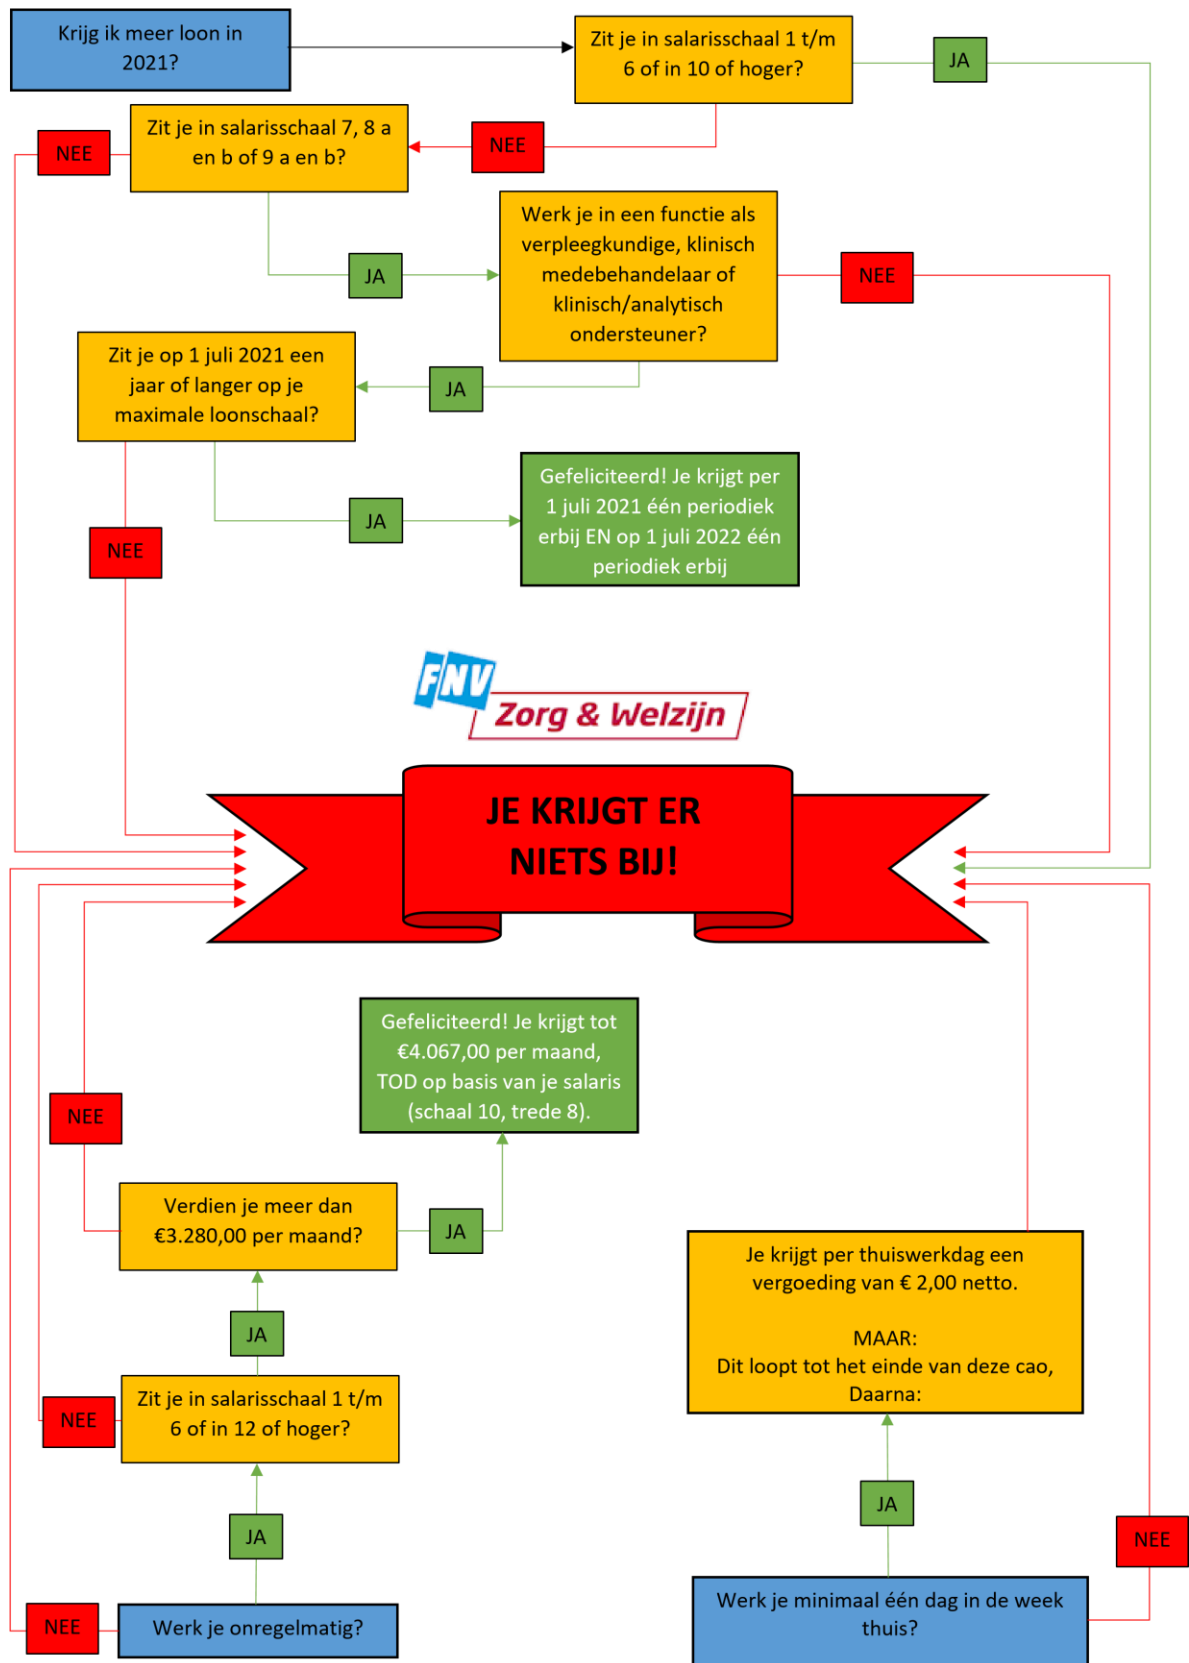 Krijg ik meer loon in
2021?
Zit je in salarisschaal 1 t/m
6 of in 10 of hoger?
JA
NEE
Zit je in salarisschaal 7, 8 a
en b of 9 a en b?
NEE
JA
Werk je in een functie als
verpleegkundige, klinisch
medebehandelaar of
klinisch/analytisch
ondersteuner?
NEE
JA
Zit je op 1 juli 2021 een
jaar of langer op je
maximale loonschaal?
NEE
JA
Gefeliciteerd! Je krijgt per
1 juli 2021 één periodiek
erbij EN op 1 juli 2022 één
periodiek erbij
FNV
Zorg & Welzijn
JE KRIJGT ER
NIETS BIJ!
Gefeliciteerd! Je krijgt tot
€4.067,00 per maand,
TOD op basis van je salaris
(schaal 10, trede 8).
NEE
Verdien je meer dan
€3.280,00 per maand?
JA
JA
Zit je in salarisschaal 1 t/m
6 of in 12 of hoger?
NEE
JA
NEE
Werk je onregelmatig?
Je krijgt per thuiswerkdag een
vergoeding van € 2,00 netto.
MAAR:
Dit loopt tot het einde van deze cao,
Daarna:
JA
NEE
Werk je minimaal één dag in de week
thuis?